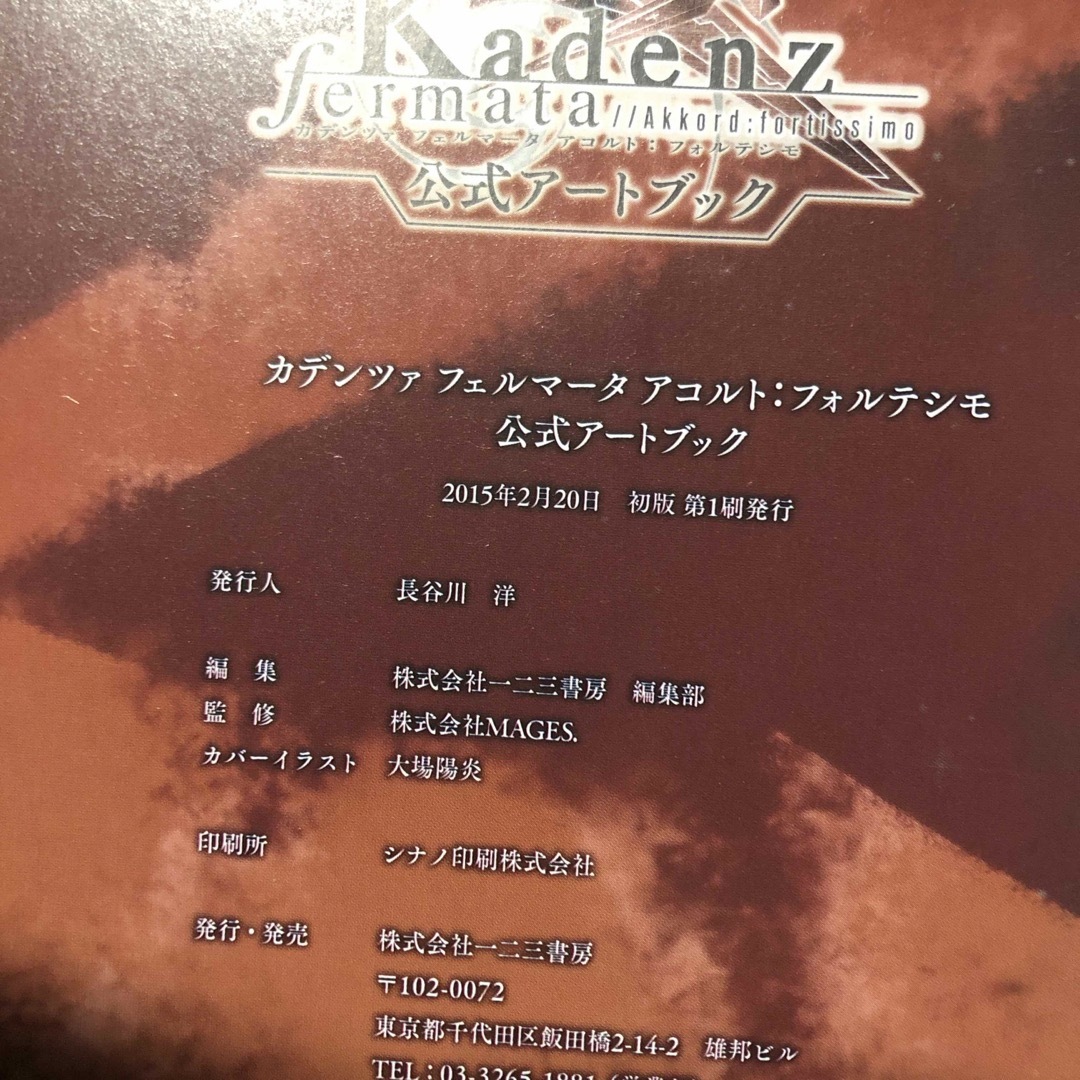 Kadenz
fermata//Akkord:fortissimo
カデンツァ フェルマータ アコルト：フォルテシモ
公式アートブック
カデンツァ フェルマータ アコルト：フォルテシモ
公式アートブック
2015年2月20日　初版 第1刷発行
発行人　長谷川　洋
編　集　株式会社一二三書房　編集部
監　修　株式会社MAGES.
カバーイラスト　大場陽炎
印刷所　シナノ印刷株式会社
発行・発売　株式会社一二三書房
〒102-0072
東京都千代田区飯田橋2-14-2　雄邦ビル
TEL：03-3265-1881